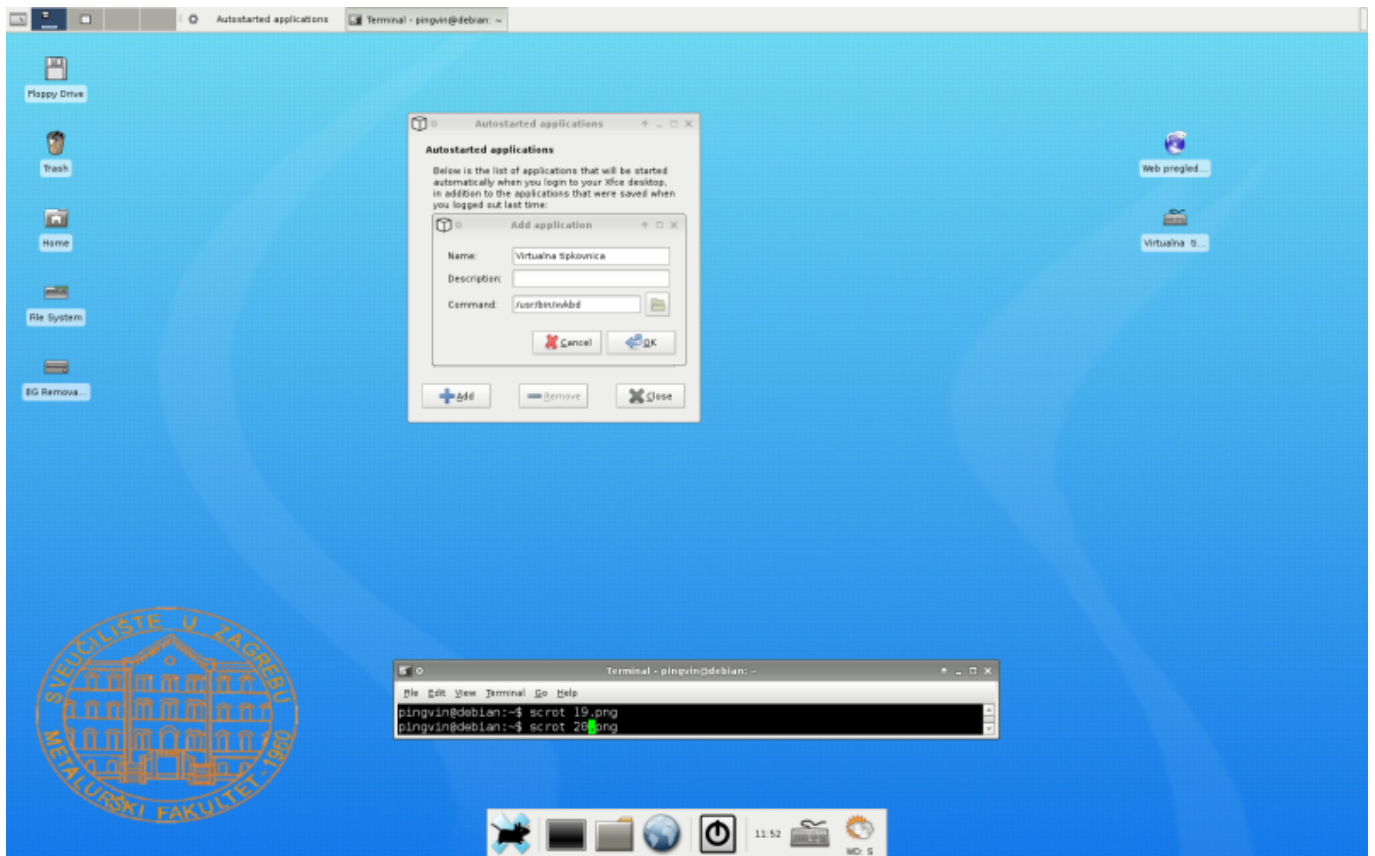 Autostarted applications
Terminal - pingvin@debian: ~
Floppy Drive
Trash
Home
File System
8G Remova...
Web pregled...
Virtualna ti...
Autostarted applications
Autostarted applications
Below is the list of applications that will be started
automatically when you login to your Xfce desktop,
in addition to the applications that were saved when
you logged out last time:
Add application
Name: Virtualna tipkovnica
Description:
Command: /usr/bin/xvkbd
Cancel OK
Add Remove Close
SVEUČILIŠTE U ZAGREBU
METALURŠKI FAKULTET-1960
Terminal - pingvin@debian: ~
File Edit View Terminal Go Help
pingvin@debian:~$ scrot 19.png
pingvin@debian:~$ scrot 20.png
11:52
WD: S